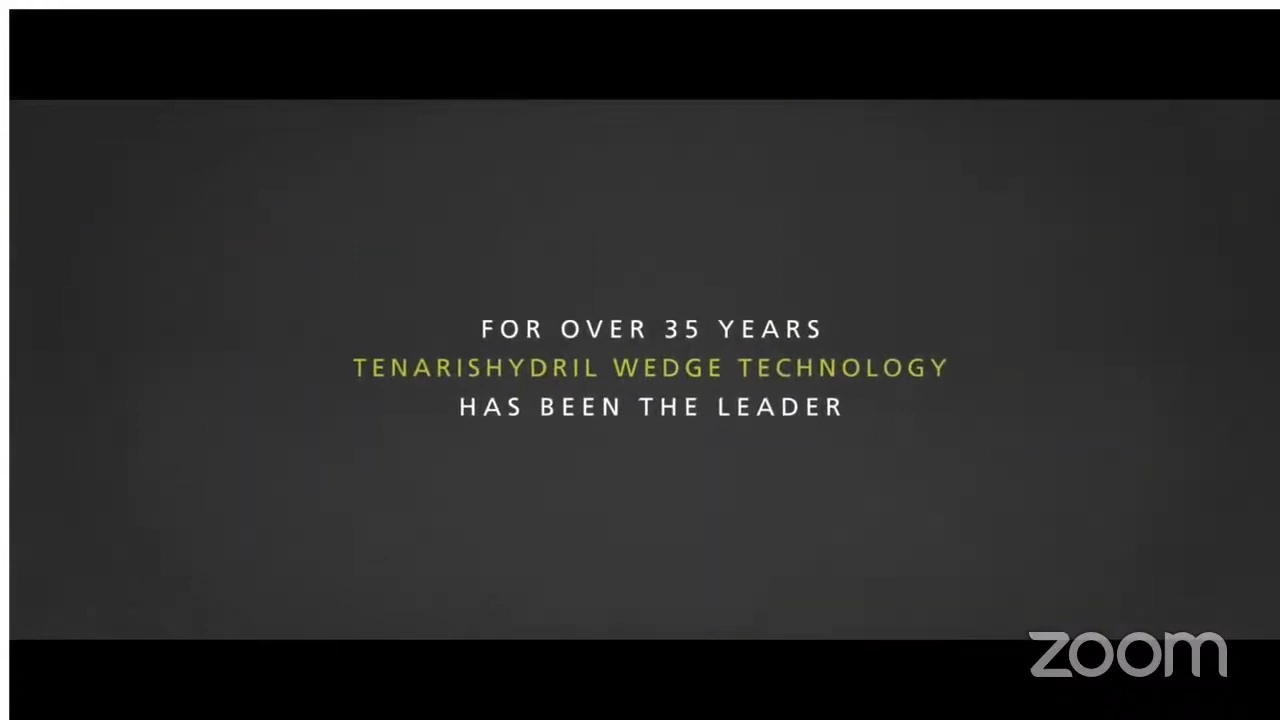 FOR OVER 35 YEARS
TENARISHYDRIL WEDGE TECHNOLOGY
HAS BEEN THE LEADER
zoom